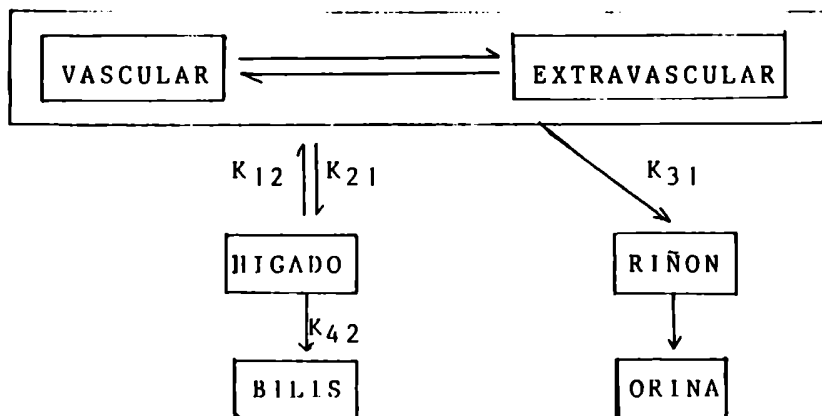 VASCULAR EXTRAVASCULAR
K12 K21 K31
HIGADO RIÑON
K42
BILIS ORINA